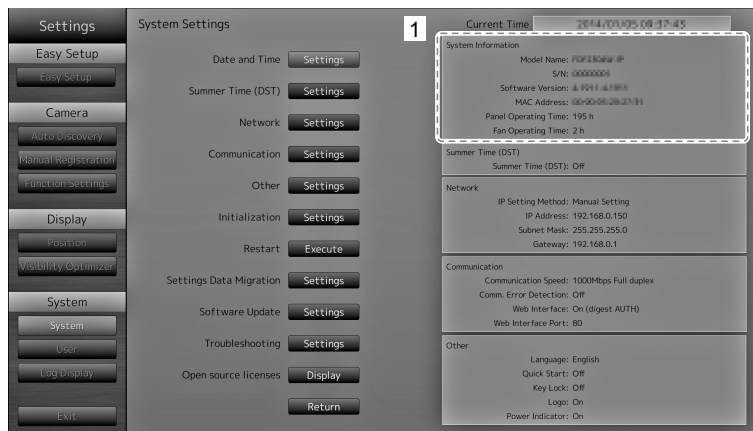 Settings
Easy Setup
Easy Setup
Camera
Auto Discovery
Manual Registration
Function Settings
Display
Position
Visibility Optimizer
System
System
User
Log Display
Exit
System Settings
Date and Time Settings
Summer Time (DST) Settings
Network Settings
Communication Settings
Other Settings
Initialization Settings
Restart Execute
Settings Data Migration Settings
Software Update Settings
Troubleshooting Settings
Open source licenses Display
Return
1
Current Time 2014/01/05 09:37:45
System Information
Model Name:
S/N: 00000001
Software Version:
MAC Address:
Panel Operating Time: 195 h
Fan Operating Time: 2 h
Summer Time (DST)
Summer Time (DST): Off
Network
IP Setting Method: Manual Setting
IP Address: 192.168.0.150
Subnet Mask: 255.255.255.0
Gateway: 192.168.0.1
Communication
Communication Speed: 1000Mbps Full duplex
Comm. Error Detection: Off
Web Interface: On (digest AUTH)
Web Interface Port: 80
Other
Language: English
Quick Start: Off
Key Lock: Off
Logo: On
Power Indicator: On